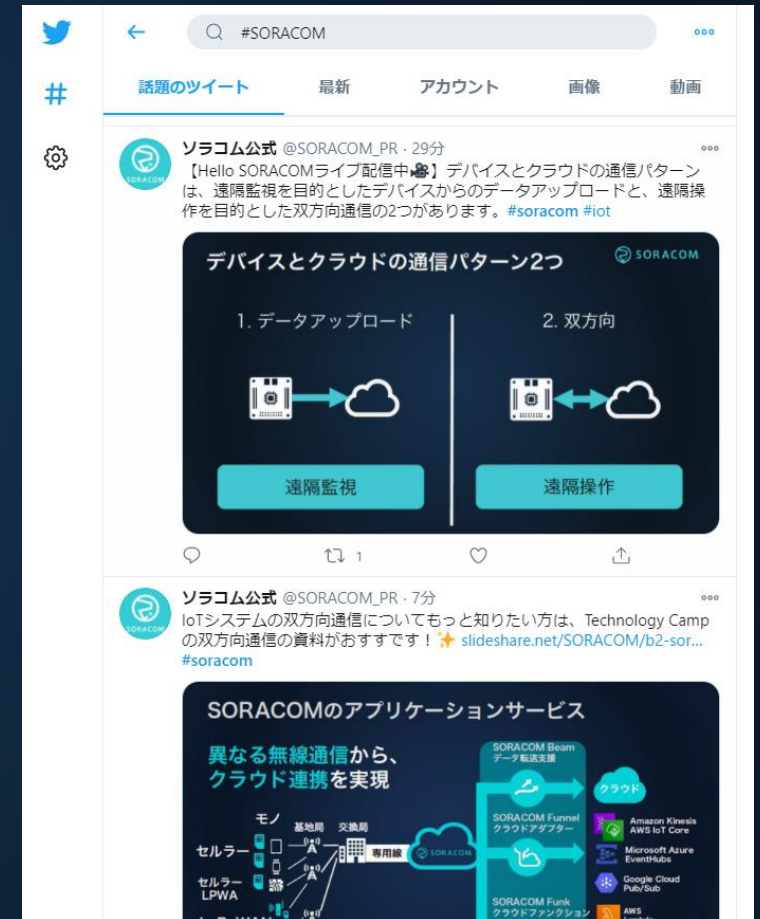 #SORACOM
話題のツイート 最新 アカウント 画像 動画
ソラコム公式 @SORACOM_PR · 29分
【Hello SORACOMライブ配信中🎥】デバイスとクラウドの通信パターン
は、遠隔監視を目的としたデバイスからのデータアップロードと、遠隔操
作を目的とした双方向通信の2つがあります。#soracom #iot
デバイスとクラウドの通信パターン2つ
SORACOM
1. データアップロード
2. 双方向
遠隔監視
遠隔操作
1
SORACOM
ソラコム公式 @SORACOM_PR · 7分
IoTシステムの双方向通信についてもっと知りたい方は、Technology Camp
の双方向通信の資料がおすすです！✨ slideshare.net/SORACOM/b2-sor...
#soracom
SORACOM
SORACOMのアプリケーションサービス
異なる無線通信から、
クラウド連携を実現
モノ
基地局 交換局
セルラー
専用線
SORACOM
セルラー
LPWA
LoRaWAN
SORACOM Beam
データ転送支援
クラウド
SORACOM Funnel
クラウドアダプター
Amazon Kinesis
AWS IoT Core
Microsoft Azure
EventHubs
Google Cloud
Pub/Sub
SORACOM Funk
クラウドファンクション
AWS